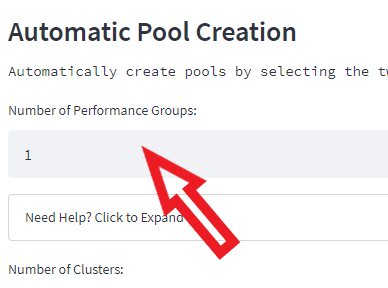 Automatic Pool Creation
Automatically create pools by selecting the
Number of Performance Groups:
1
Need Help? Click to Expand
Number of Clusters: